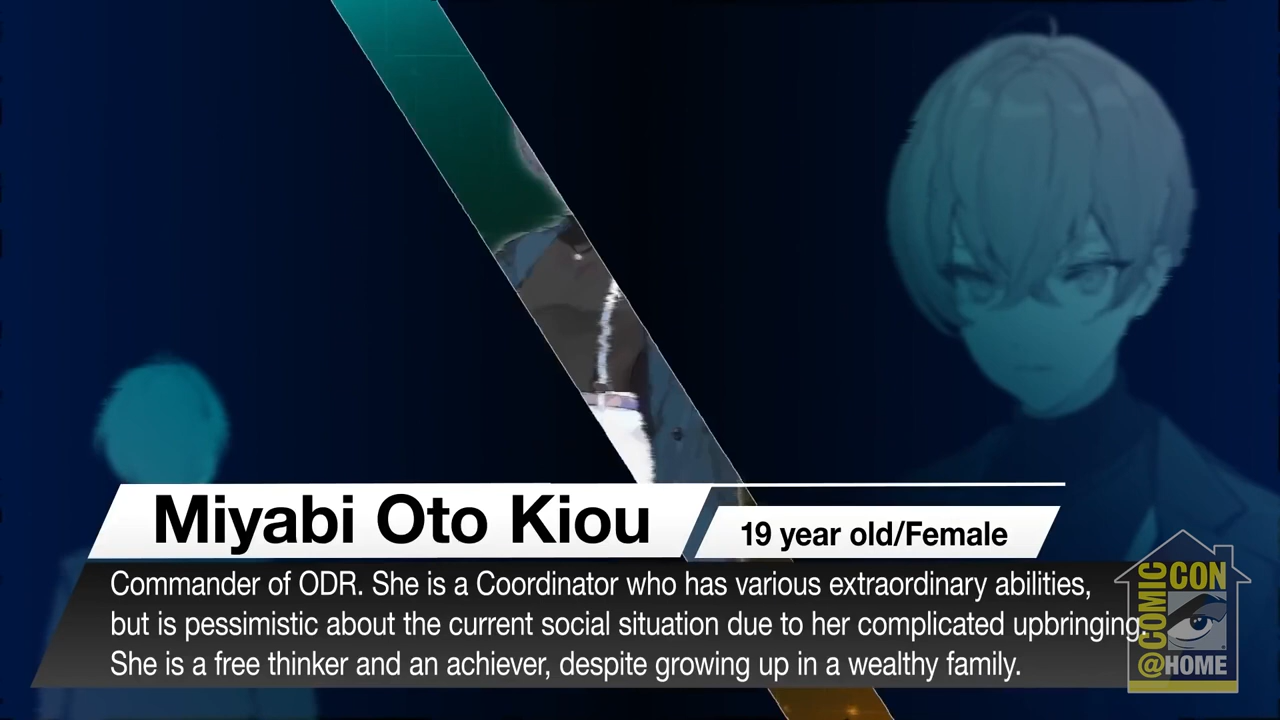 Miyabi Oto Kiou
19 year old/Female
Commander of ODR. She is a Coordinator who has various extraordinary abilities,
but is pessimistic about the current social situation due to her complicated upbringing.
She is a free thinker and an achiever, despite growing up in a wealthy family.
COMIC
CON
@HOME